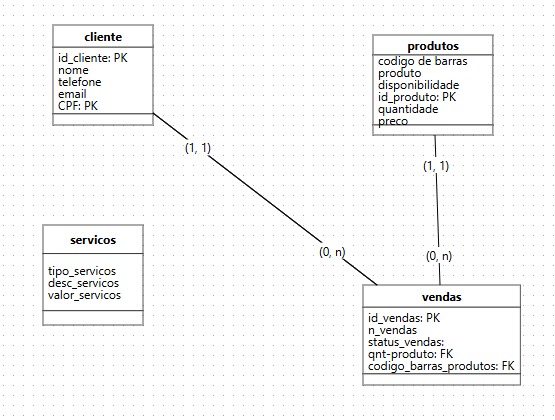 cliente
id_cliente: PK
nome
telefone
email
CPF: PK
produtos
codigo de barras
produto
disponibilidade
id_produto: PK
quantidade
preco
(1, 1)
(1, 1)
servicos
tipo_servicos
desc_servicos
valor_servicos
(0, n)
(0, n)
vendas
id_vendas: PK
n_vendas
status_vendas:
qnt-produto: FK
codigo_barras_produtos: FK